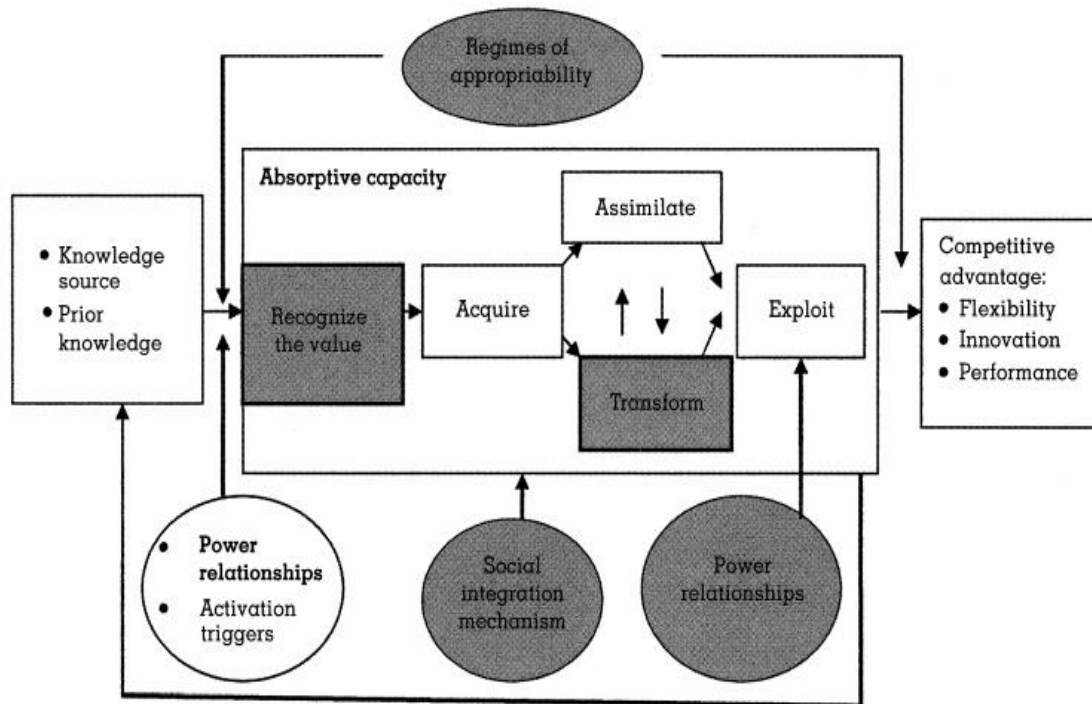 Regimes of
appropriability
Absorptive capacity
Assimilate
• Knowledge
source
• Prior
knowledge
Recognize
the value
Acquire
Exploit
Transform
Competitive
advantage:
• Flexibility
• Innovation
• Performance
• Power
relationships
• Activation
triggers
Social
integration
mechanism
Power
relationships